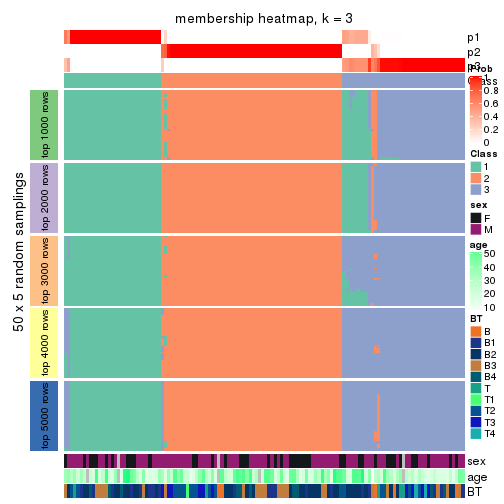 membership heatmap, k = 3
p1
p2
p3
Class
50 x 5 random samplings
top 1000 rows
top 2000 rows
top 3000 rows
top 4000 rows
top 5000 rows
sex
age
BT
Prob
1
0.8
0.6
0.4
0.2
0
Class
1
2
3
sex
F
M
age
50
40
30
20
10
BT
B
B1
B2
B3
B4
T
T1
T2
T3
T4